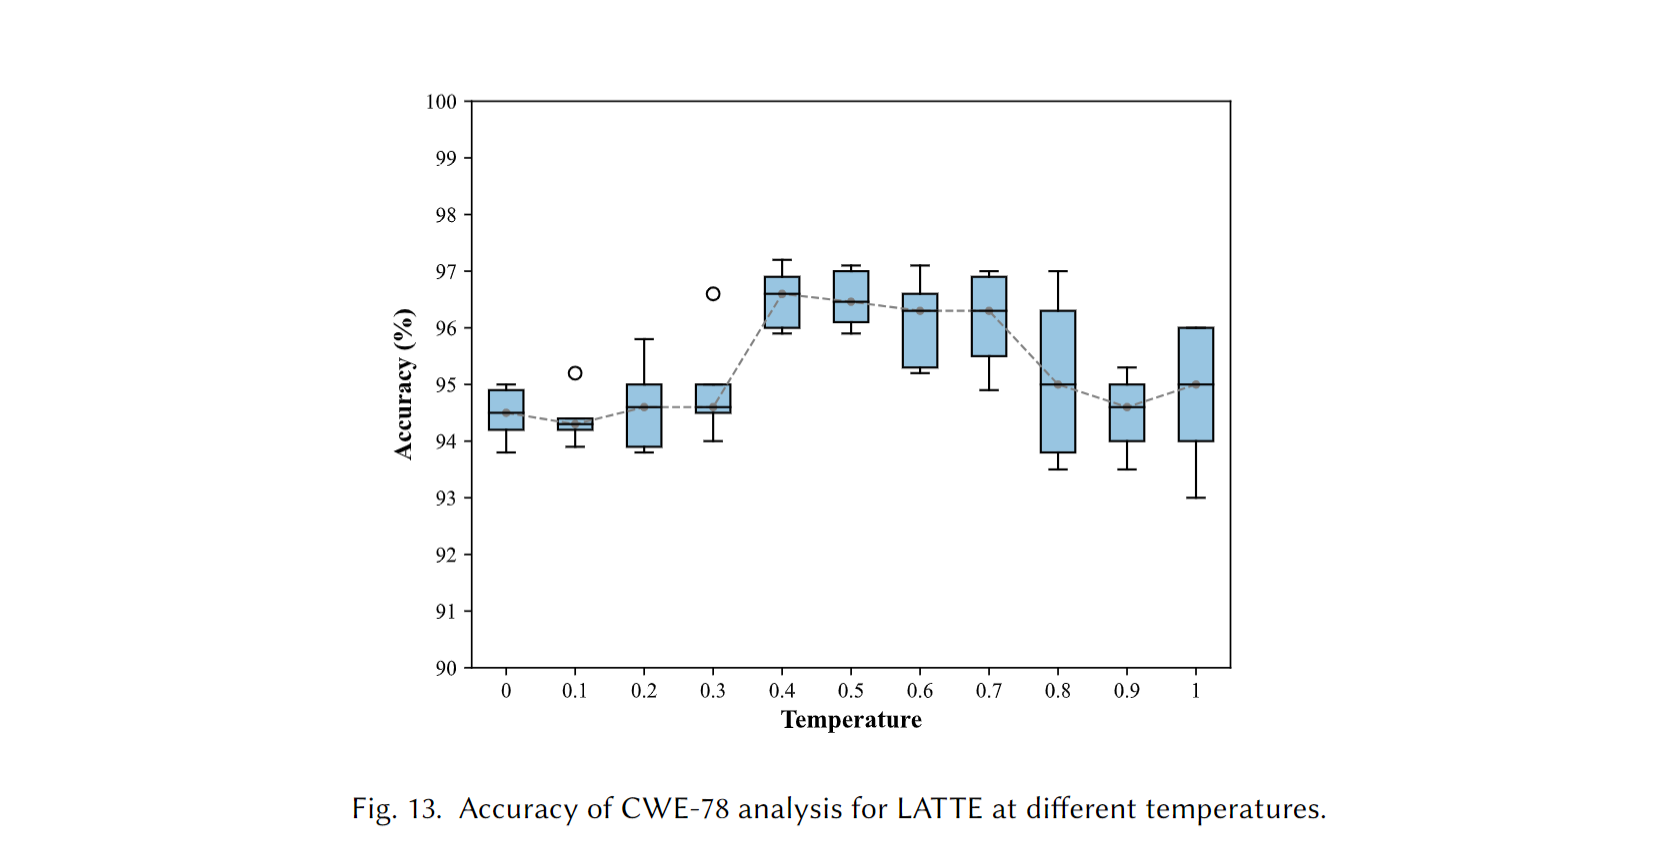 100
99
98
97
96
95
94
93
92
91
90
Accuracy (%)
0 0.1 0.2 0.3 0.4 0.5 0.6 0.7 0.8 0.9 1
Temperature
Fig. 13. Accuracy of CWE-78 analysis for LATTE at different temperatures.